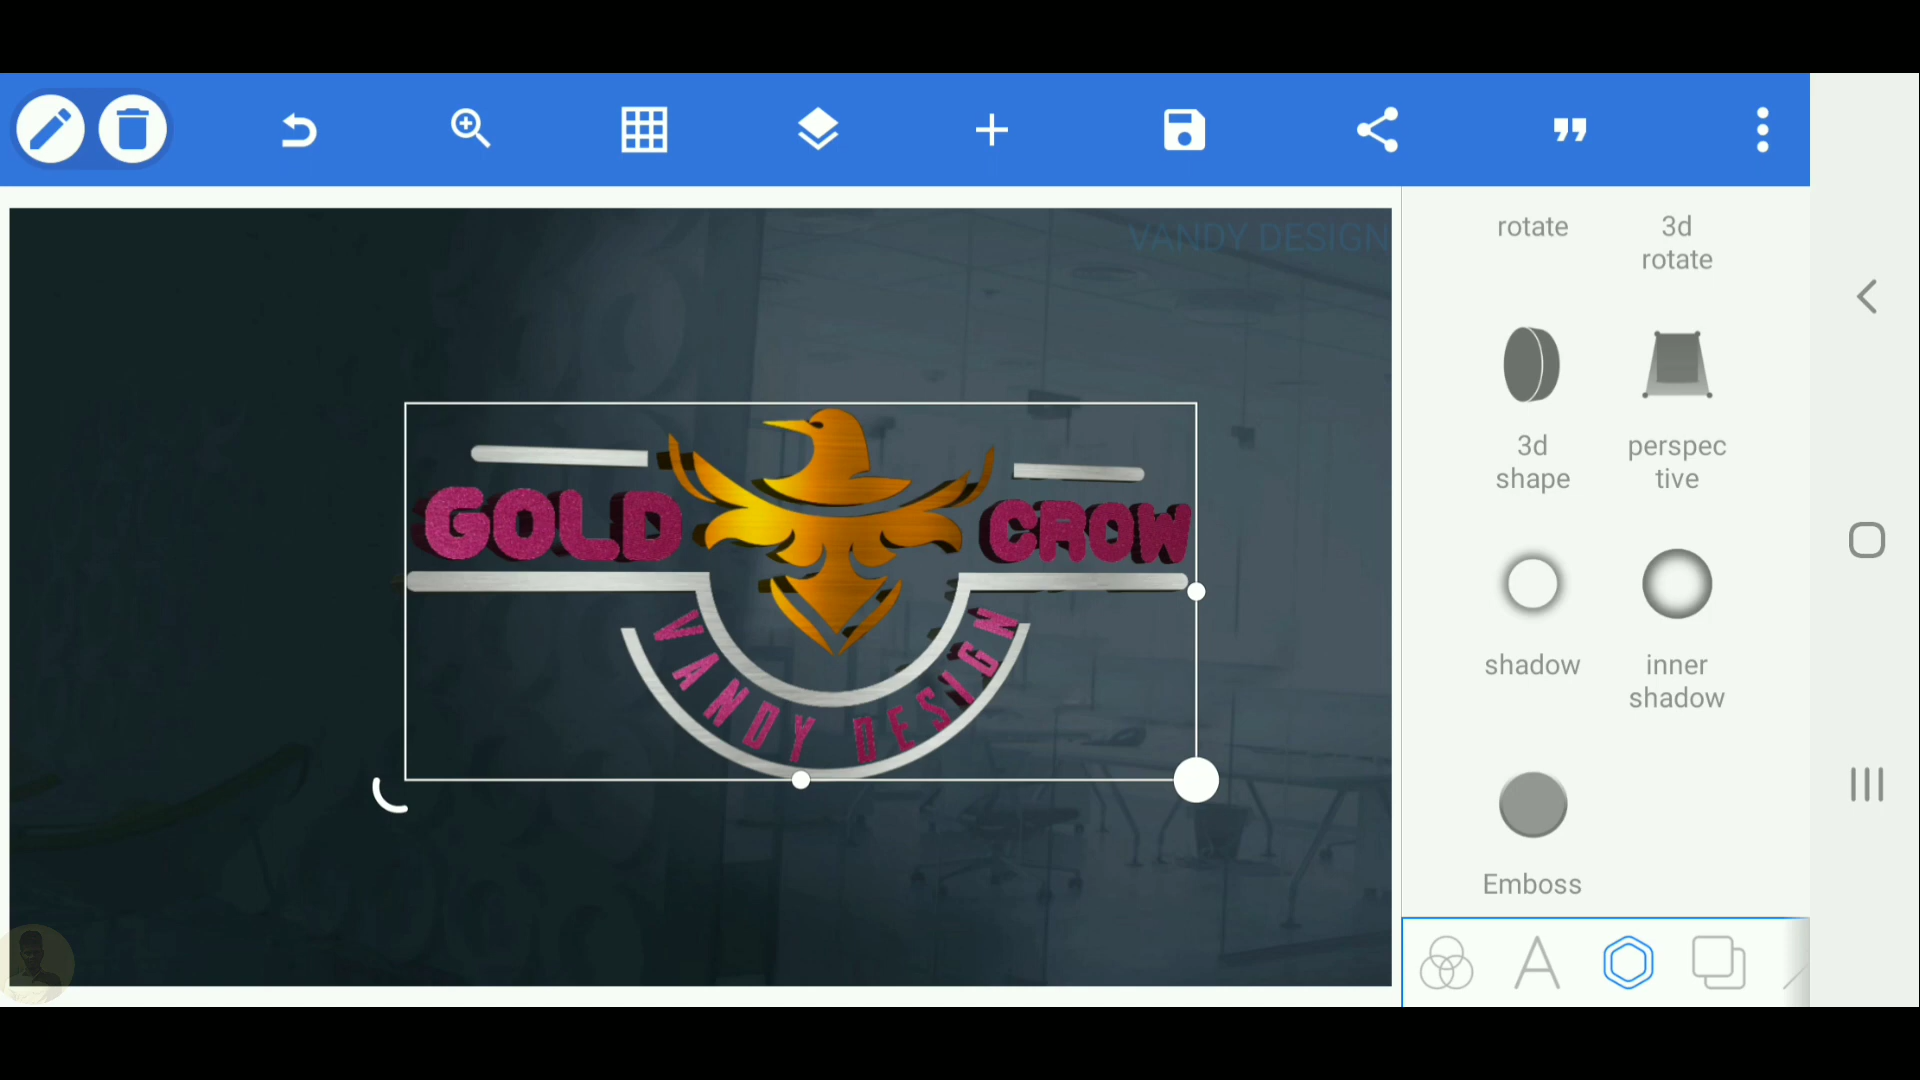 VANDY DESIGN
rotate
3d
rotate
GOLD CROW
3d
shape
perspec
tive
VANDY DESIGN
shadow
inner
shadow
Emboss